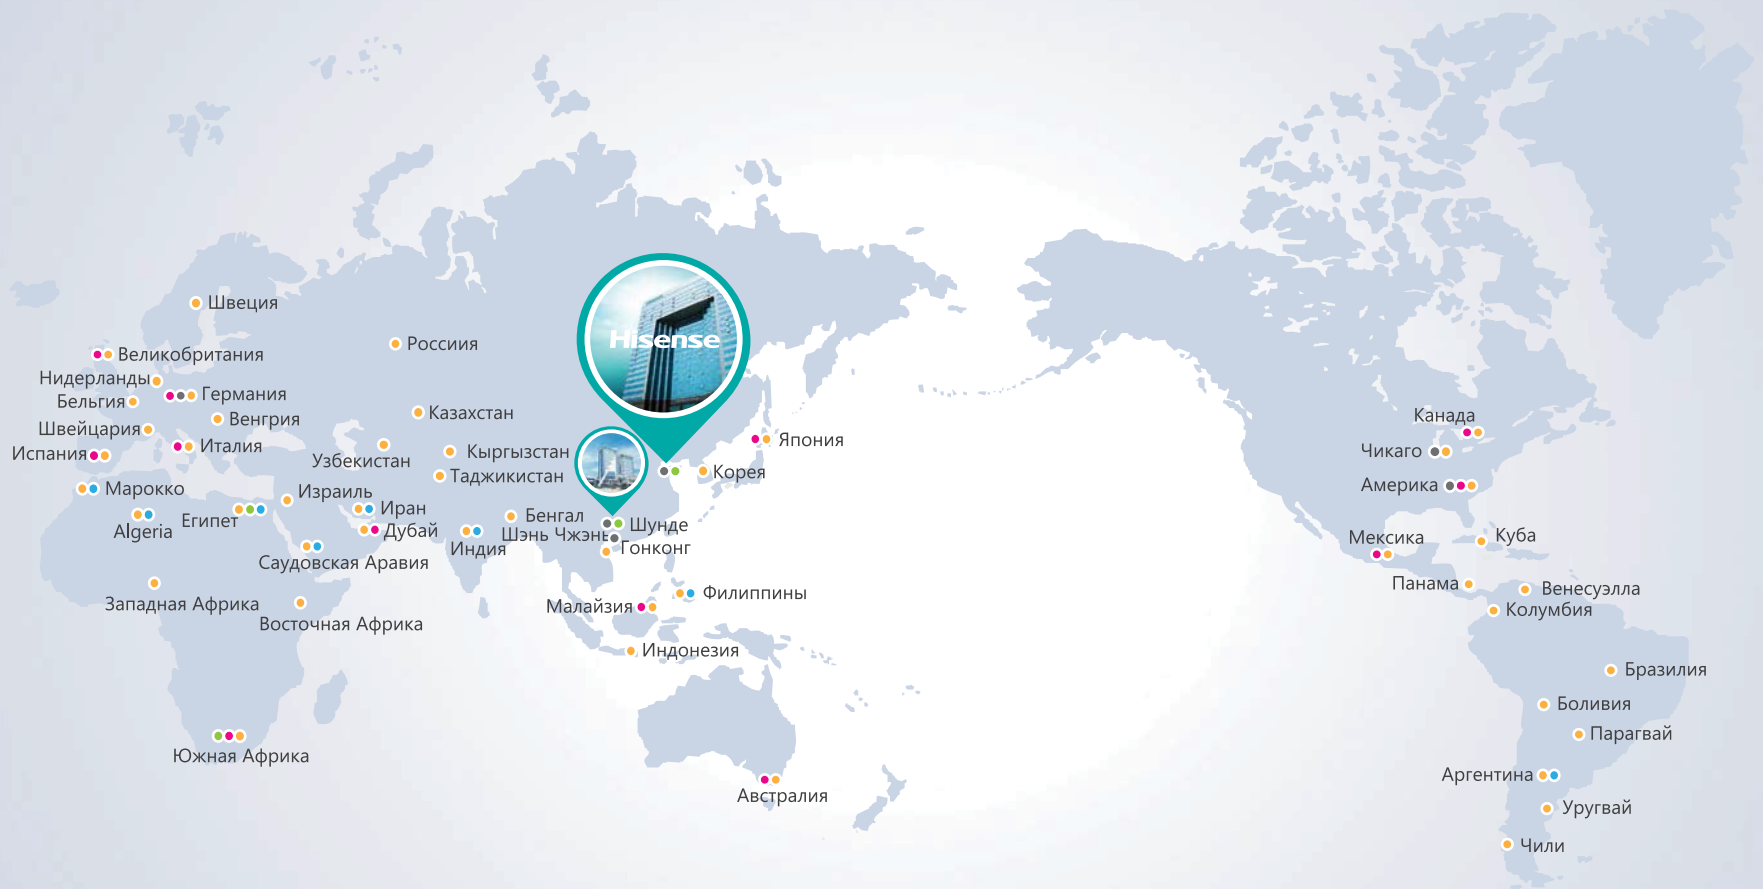 Швеция
Великобритания
Нидерланды
Германия
Бельгия
Венгрия
Швейцария
Италия
Испания
Марокко
Algeria
Египет
Израиль
Иран
Дубай
Саудовская Аравия
Западная Африка
Восточная Африка
Южная Африка
Россиия
Казахстан
Узбекистан
Кыргызстан
Таджикистан
Бенгал
Индия
Hisense
Япония
Корея
Шунде
Шэнь Чжэнь
Гонконг
Филиппины
Малайзия
Индонезия
Австралия
Канада
Чикаго
Америка
Мексика
Куба
Панама
Венесуэлла
Колумбия
Бразилия
Боливия
Парагвай
Аргентина
Уругвай
Чили